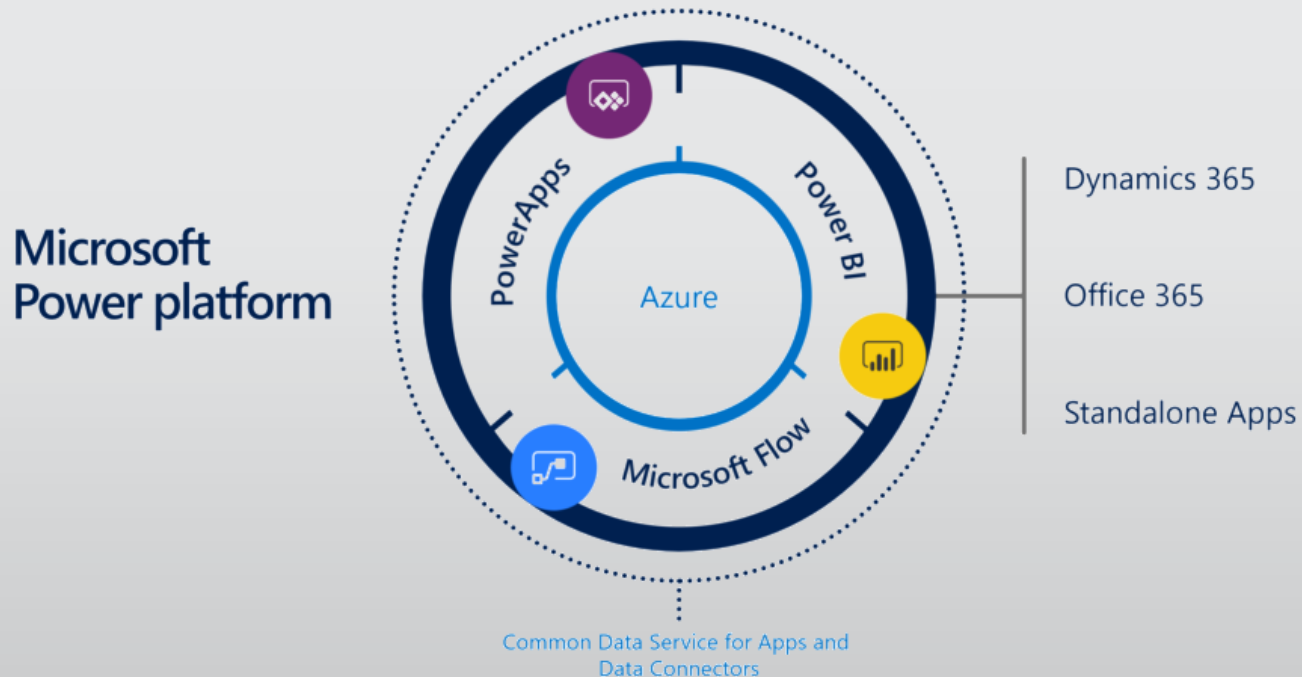 Microsoft
Power platform
PowerApps
Power BI
Azure
Microsoft Flow
Dynamics 365
Office 365
Standalone Apps
Common Data Service for Apps and
Data Connectors